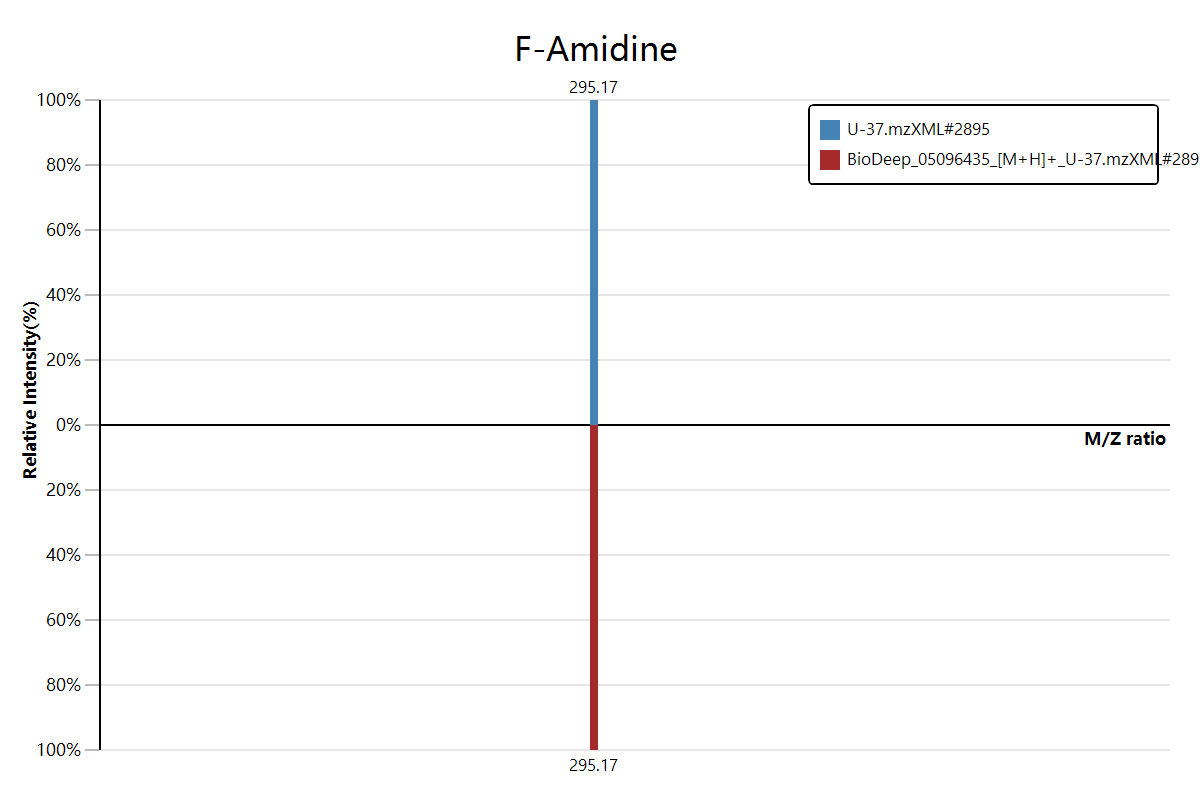 F-Amidine
295.17
100%
80%
60%
40%
20%
0%
20%
40%
60%
80%
100%
Relative Intensity(%)
U-37.mzXML#2895
BioDeep_05096435_[M+H]+_U-37.mzXML#289
M/Z ratio
295.17